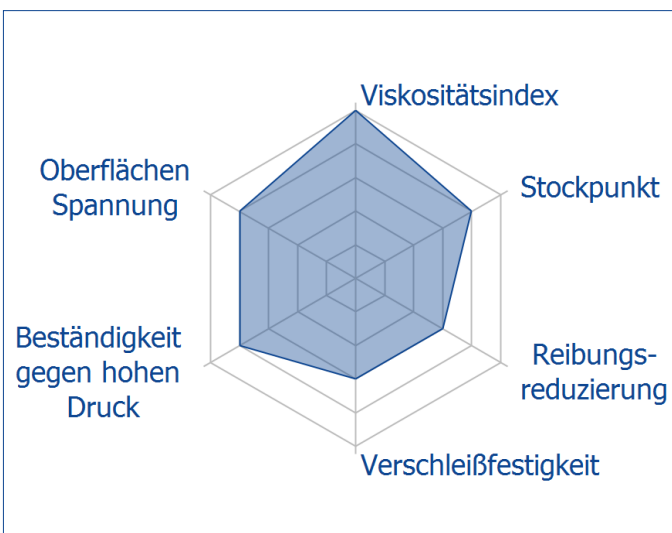 Viskositätsindex
Stockpunkt
Reibungs-
reduzierung
Verschleißfestigkeit
Beständigkeit
gegen hohen
Druck
Oberflächen
Spannung